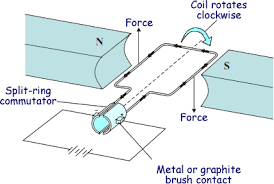 Force
Coil rotates
clockwise
N
S
Split-ring
commutator
Force
Metal or graphite
brush contact